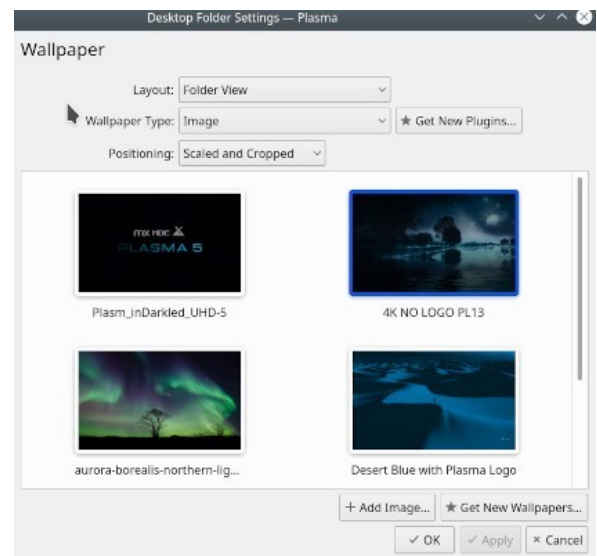 Desktop Folder Settings — Plasma
Wallpaper
Layout: Folder View
Wallpaper Type: Image ★ Get New Plugins...
Positioning: Scaled and Cropped
mx
PLASMA 5
Plasm_inDarkled_UHD-5
4K NO LOGO PL13
aurora-borealis-northern-lig...
Desert Blue with Plasma Logo
+ Add Image... ★ Get New Wallpapers...
✓ OK ✓ Apply × Cancel